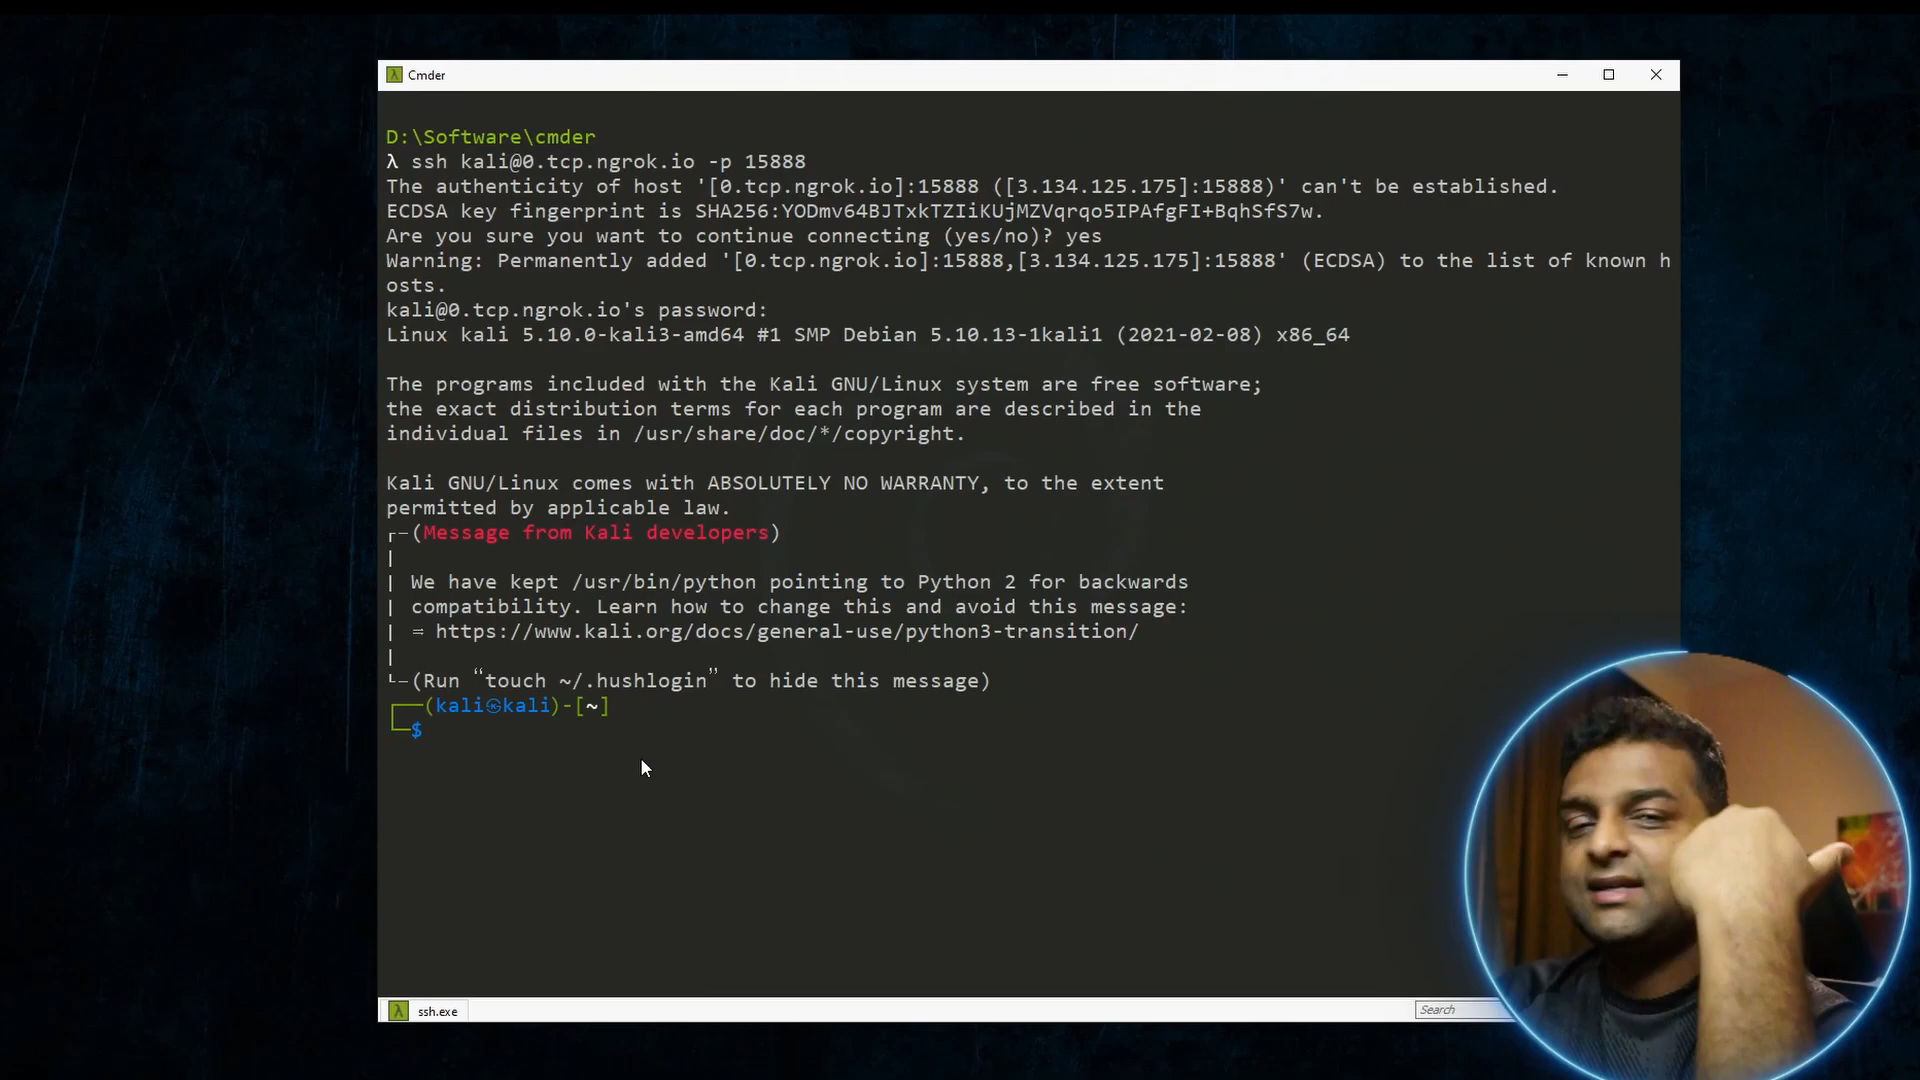 Cmder
D:\Software\cmder
λ ssh kali@0.tcp.ngrok.io -p 15888
The authenticity of host '[0.tcp.ngrok.io]:15888 ([3.134.125.175]:15888)' can't be established.
ECDSA key fingerprint is SHA256:YODmv64BJTxkTZIiKUjMZVqrqo5IPAfgFI+BqhSfS7w.
Are you sure you want to continue connecting (yes/no)? yes
Warning: Permanently added '[0.tcp.ngrok.io]:15888,[3.134.125.175]:15888' (ECDSA) to the list of known h
osts.
kali@0.tcp.ngrok.io's password:
Linux kali 5.10.0-kali3-amd64 #1 SMP Debian 5.10.13-1kali1 (2021-02-08) x86_64
The programs included with the Kali GNU/Linux system are free software;
the exact distribution terms for each program are described in the
individual files in /usr/share/doc/*/copyright.
Kali GNU/Linux comes with ABSOLUTELY NO WARRANTY, to the extent
permitted by applicable law.
┌─(Message from Kali developers)
│
│ We have kept /usr/bin/python pointing to Python 2 for backwards
│ compatibility. Learn how to change this and avoid this message:
│ ⇒ https://www.kali.org/docs/general-use/python3-transition/
│
└─(Run “touch ~/.hushlogin” to hide this message)
┌──(kali㉿kali)-[~]
└─$
ssh.exe
Search